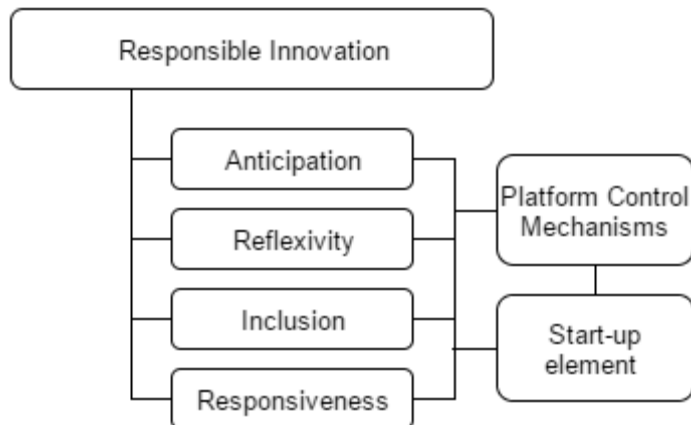 Responsible Innovation
Anticipation
Reflexivity
Inclusion
Responsiveness
Platform Control
Mechanisms
Start-up
element